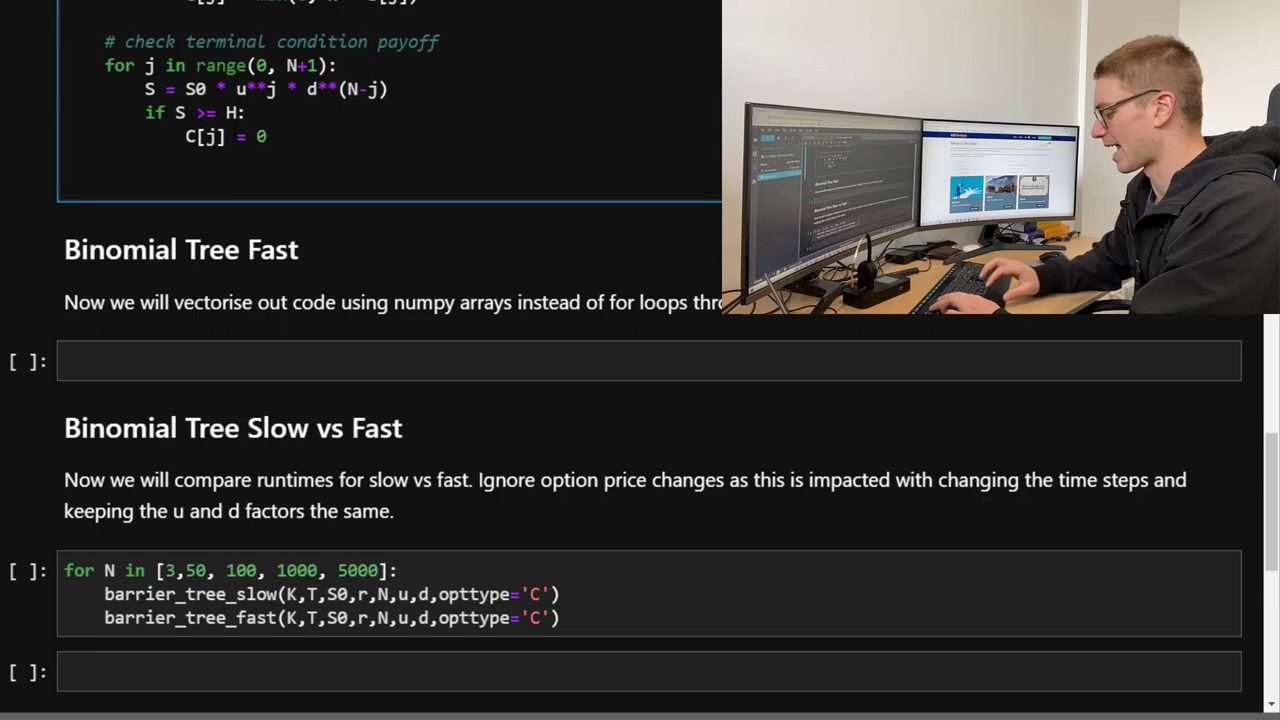 # check terminal condition payoff
for j in range(0, N+1):
S = S0 * u**j * d**(N-j)
if S >= H:
C[j] = 0
Binomial Tree Fast
Now we will vectorise out code using numpy arrays instead of for loops
[ ]:
Binomial Tree Slow vs Fast
Now we will compare runtimes for slow vs fast. Ignore option price changes as this is impacted with changing the time steps and
keeping the u and d factors the same.
[ ]: for N in [3,50, 100, 1000, 5000]:
barrier_tree_slow(K,T,S0,r,N,u,d,opttype='C')
barrier_tree_fast(K,T,S0,r,N,u,d,opttype='C')
[ ]: